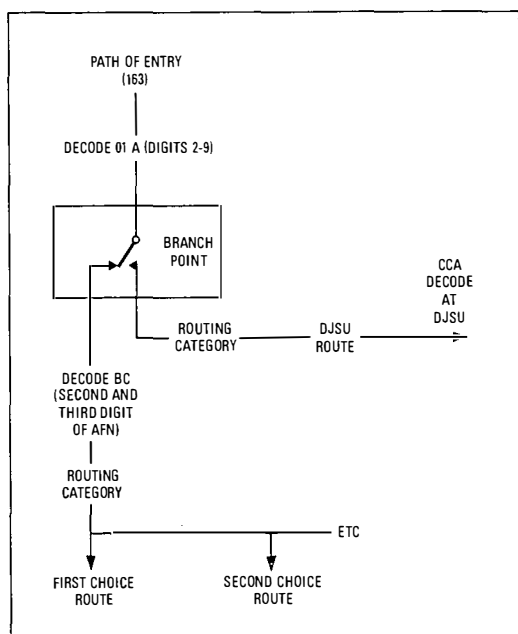 PATH OF ENTRY
(163)
DECODE 01 A (DIGITS 2-9)
BRANCH
POINT
CCA
DECODE
AT
DJSU
ROUTING
CATEGORY
DJSU
ROUTE
DECODE BC
(SECOND AND
THIRD DIGIT
OF AFN)
ROUTING
CATEGORY
ETC
FIRST CHOICE
ROUTE
SECOND CHOICE
ROUTE